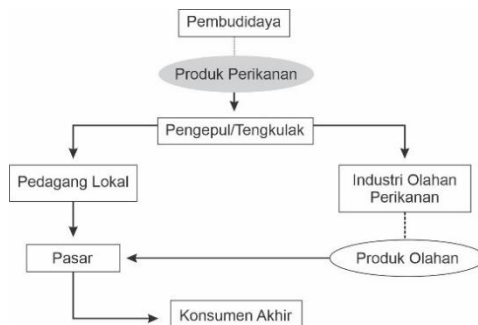 Pembudidaya
Produk Perikanan
Pengepul/Tengkulak
Pedagang Lokal
Industri Olahan
Perikanan
Pasar
Produk Olahan
Konsumen Akhir